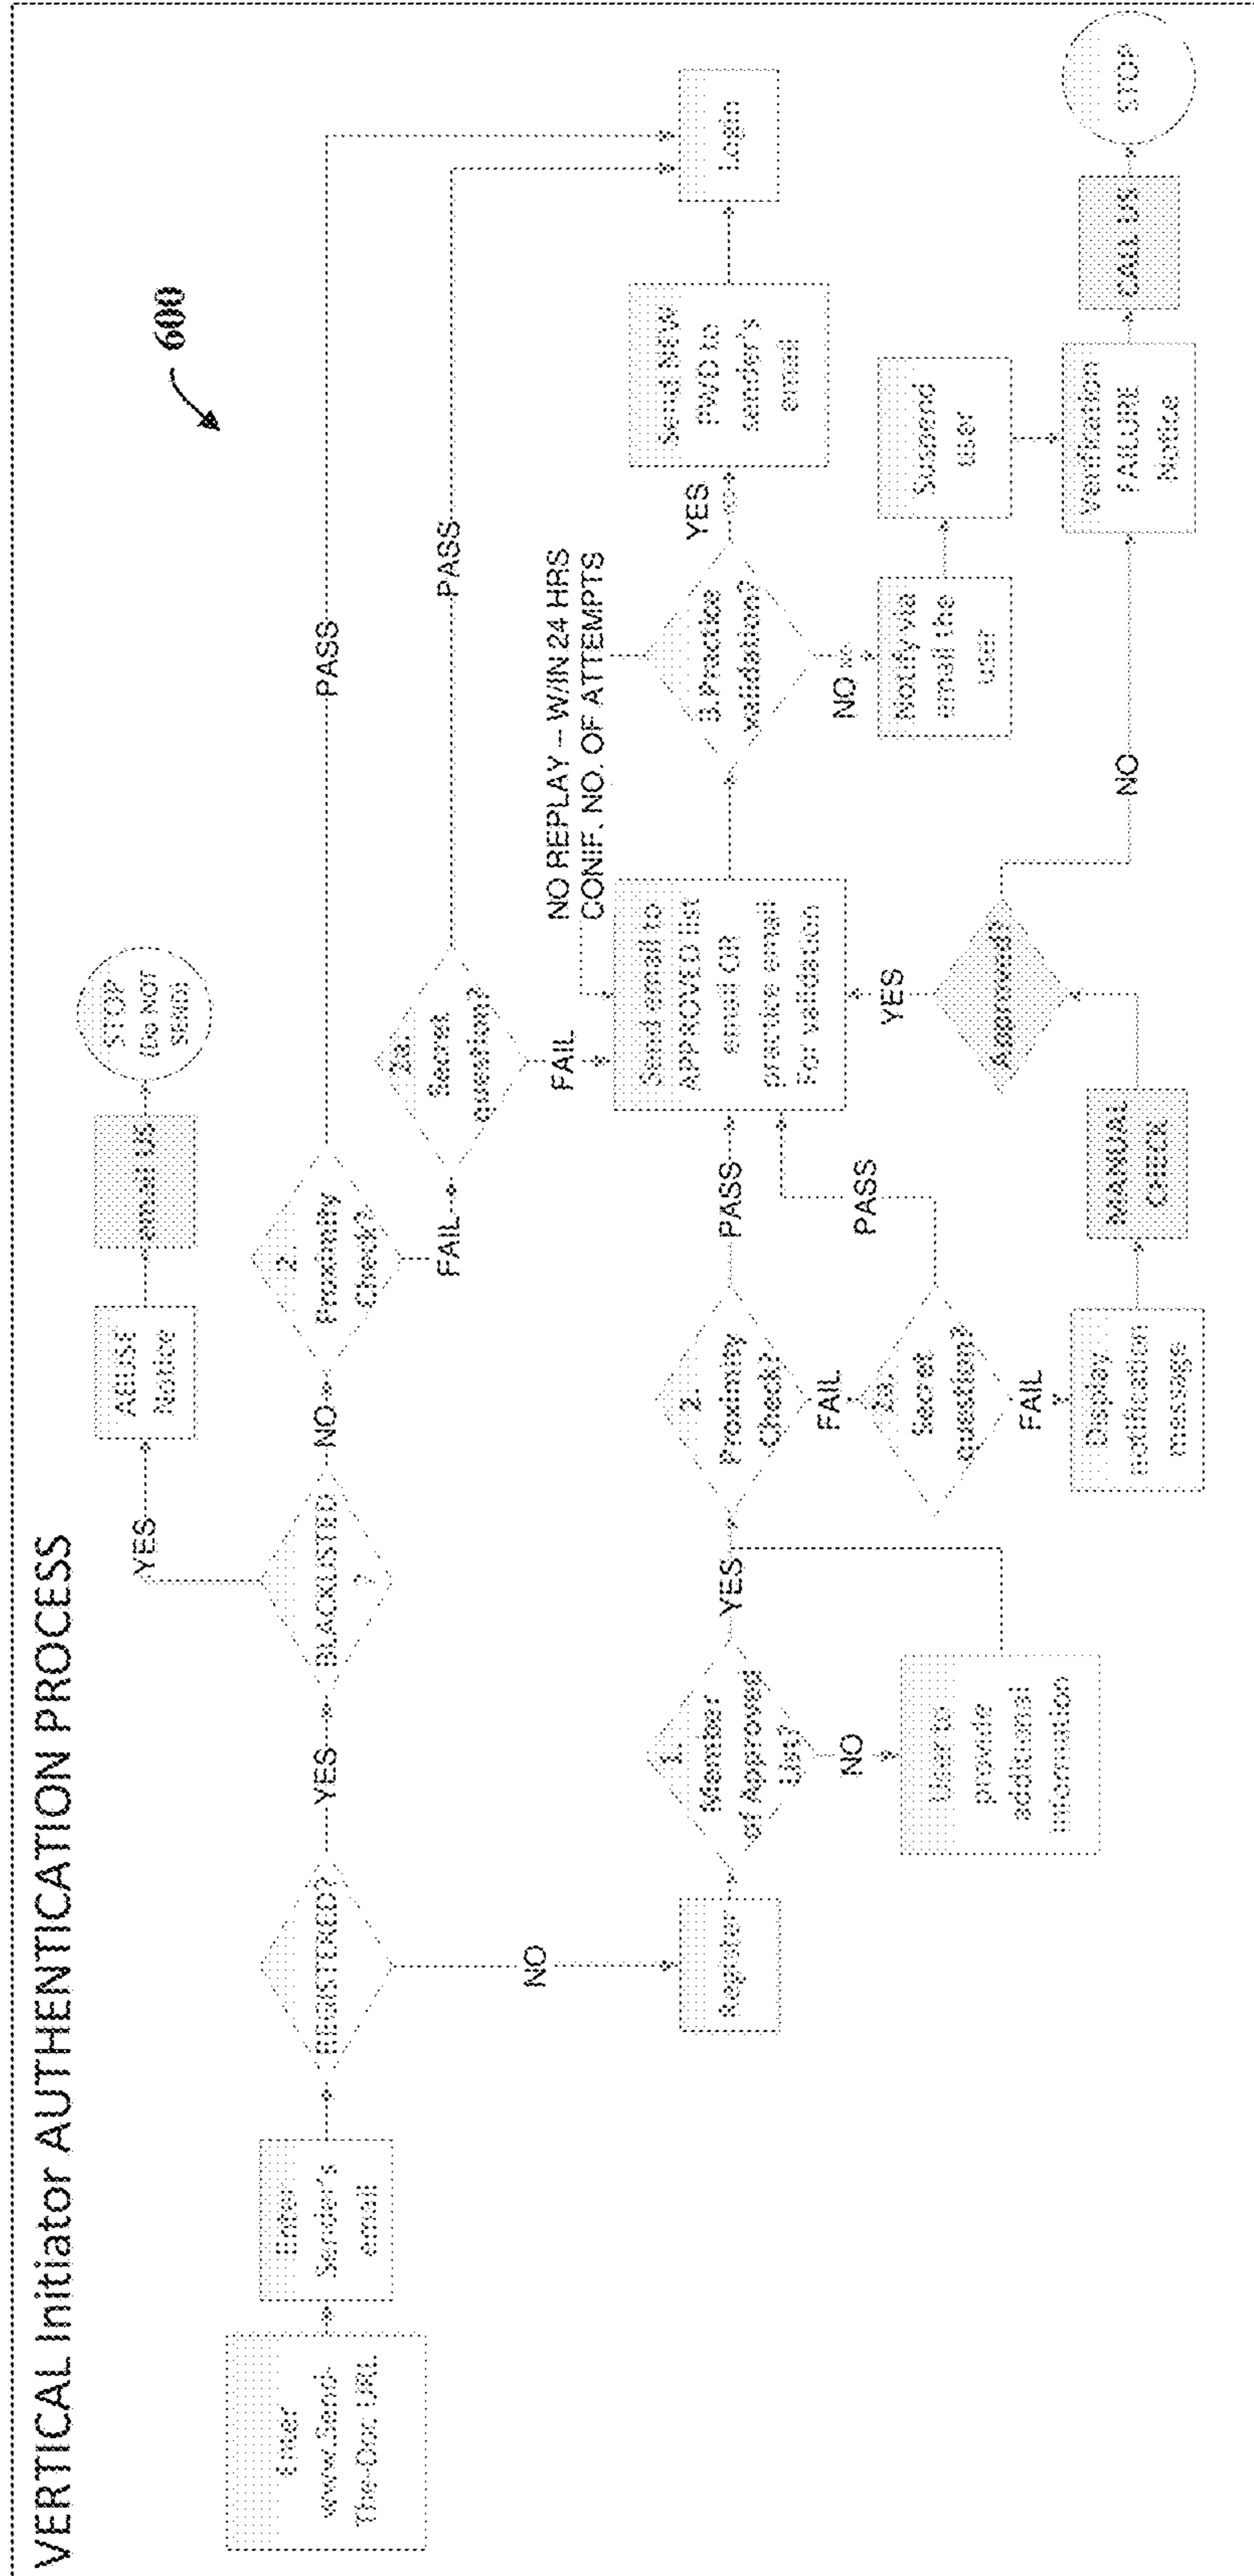 VERTICAL Initiator AUTHENTICATION PROCESS
600
Enter
www.Send-
The-Doc URL
Enter
Sender's
email
REGISTERED?
YES
BLACKLISTED
?
YES
ABUSE
Notice
email US
STOP
(Do NOT
SEND)
NO
2.
Proximity
Check?
PASS
FAIL
2a.
Secret
question?
PASS
FAIL
NO
Register
1.
Member
of Approved
List?
YES
NO
User to
provide
additional
information
2.
Proximity
Check?
PASS
FAIL
2a.
Secret
question?
PASS
FAIL
Display
notification
message
MANUAL
CHECK
Approved?
YES
NO
Send email to
APPROVED list
email OR
practice email
For validation
NO REPLAY – W/IN 24 HRS
CONIF. NO. OF ATTEMPTS
3. Practice
validation?
YES
NO
Send NEW
PWD to
sender's
email
Login
Notify via
email the
user
Suspend
user
Verification
FAILURE
Notice
CALL US
STOP